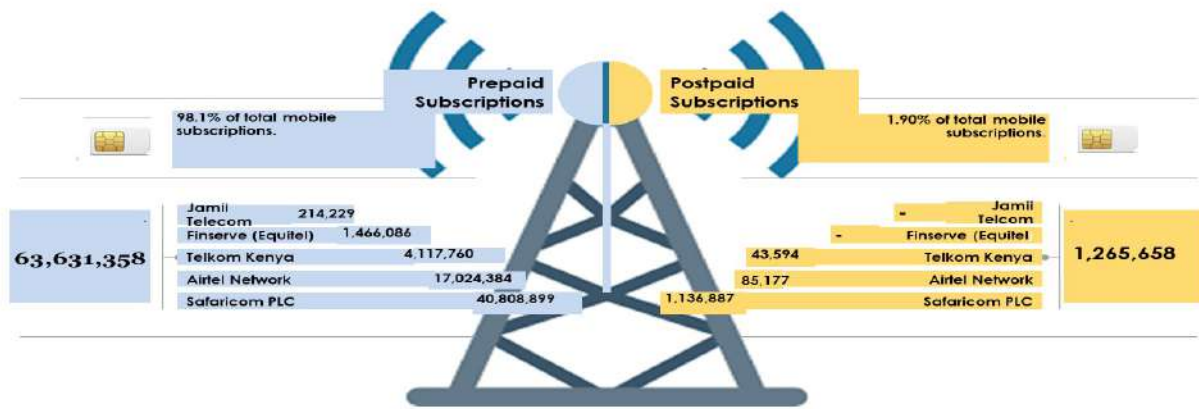 Prepaid
Subscriptions
Postpaid
Subscriptions
98.1% of total mobile
subscriptions.
1.90% of total mobile
subscriptions.
63,631,358
Jamii
Telecom 214,229
Finserve (Equitel) 1,466,086
Telkom Kenya 4,117,760
Airtel Network 17,024,384
Safaricom PLC 40,808,899
- Jamii
Telcom
- Finserve (Equitel
43,594 Telkom Kenya
85,177 Airtel Network
1,136,887 Safaricom PLC
1,265,658